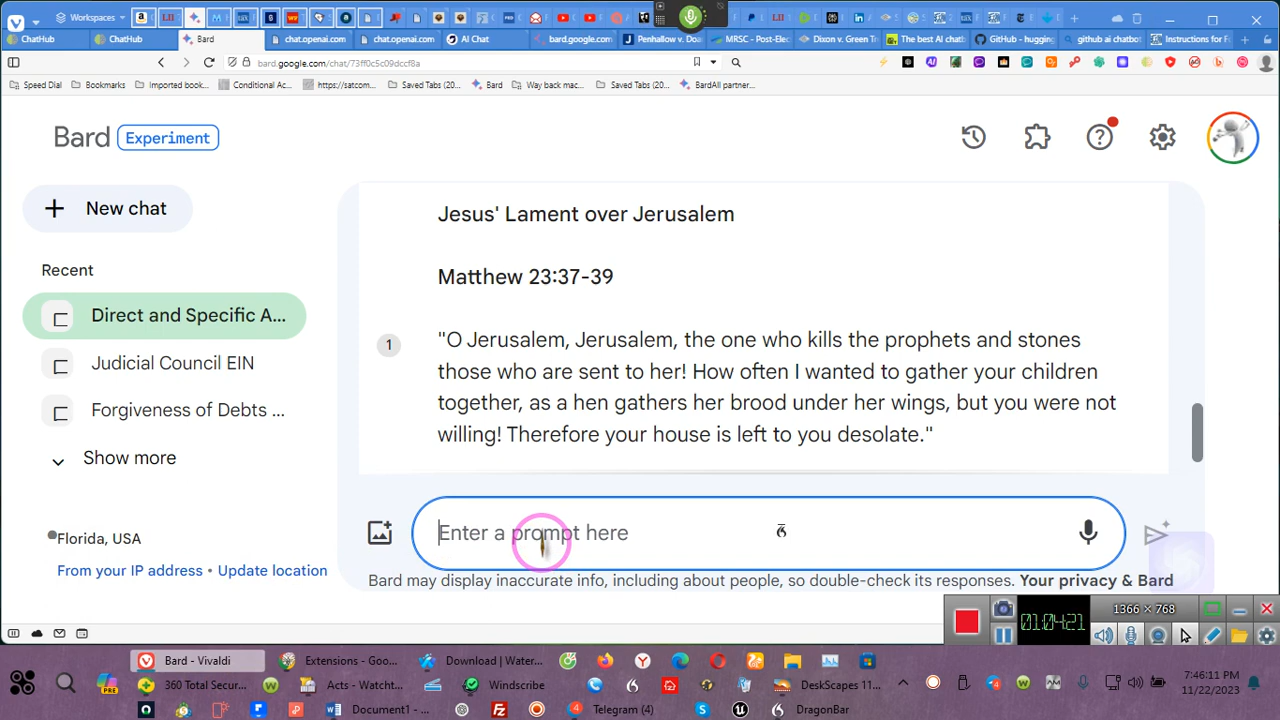 Workspaces
ChatHub
ChatHub
Bard
chat.openai.com
chat.openai.com
AI Chat
bard.google.com
Penhallow v. Doa
MRSC - Post-Elec
Dixon v. Green Tr
The best AI chatb
GitHub - hugging
github ai chatbot
Instructions for F
bard.google.com/chat/73ff0c5c09dccf8a
Speed Dial
Bookmarks
Imported book...
Conditional Ac...
https://satcom...
Saved Tabs (20...
Bard
Way back mac...
Saved Tabs (20...
BardAll partner...
Bard Experiment
New chat
Recent
Direct and Specific A...
Judicial Council EIN
Forgiveness of Debts ...
Show more
Florida, USA
From your IP address • Update location
Jesus' Lament over Jerusalem
Matthew 23:37-39
1
"O Jerusalem, Jerusalem, the one who kills the prophets and stones
those who are sent to her! How often I wanted to gather your children
together, as a hen gathers her brood under her wings, but you were not
willing! Therefore your house is left to you desolate."
Enter a prompt here
Bard may display inaccurate info, including about people, so double-check its responses. Your privacy & Bard
01:04:21
1366 × 768
Bard - Vivaldi
Extensions - Goo...
Download | Water...
360 Total Secur...
Acts - Watcht...
Windscribe
DeskScapes 11...
Document1 - ...
Telegram (4)
DragonBar
PRE
7:46:11 PM
11/22/2023